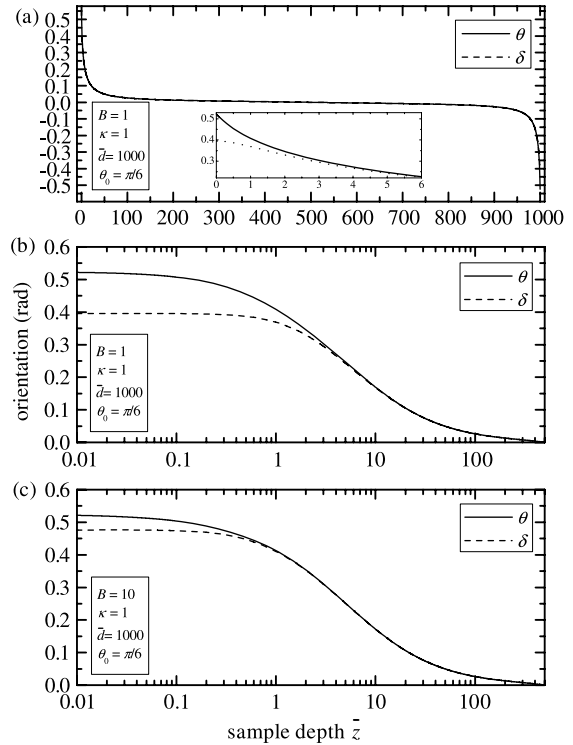 (a)
0.5
0.4
0.3
0.2
0.1
0.0
-0.1
-0.2
-0.3
-0.4
-0.5
θ
δ
B = 1
κ = 1
d̄ = 1000
θ₀ = π/6
0.5
0.4
0.3
0 1 2 3 4 5 6
0 100 200 300 400 500 600 700 800 900 1000
(b)
0.6
0.5
0.4
0.3
0.2
0.1
0.0
θ
δ
B = 1
κ = 1
d̄= 1000
θ₀ = π/6
0.01 0.1 1 10 100
orientation (rad)
(c)
0.6
0.5
0.4
0.3
0.2
0.1
0.0
θ
δ
B = 10
κ = 1
d̄= 1000
θ₀ = π/6
0.01 0.1 1 10 100
sample depth z̄